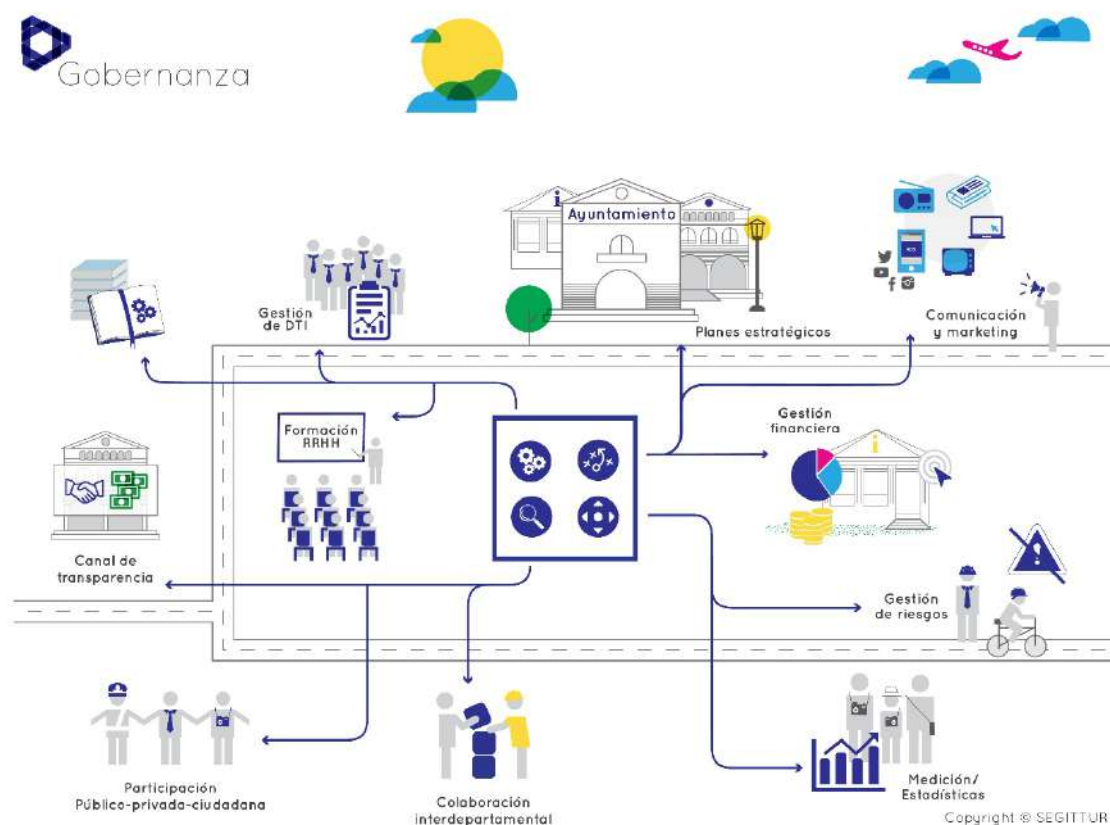 Gobernanza
i
Ayuntamiento
Gestión
de DTI
Planes estratégicos
Comunicación
y marketing
Formación
RRHH
Gestión
financiera
i
Canal de
transparencia
Gestión
de riesgos
Participación
Público-privada-ciudadana
Colaboración
interdepartamental
Medición/
Estadísticas
Copyright © SEGITTUR